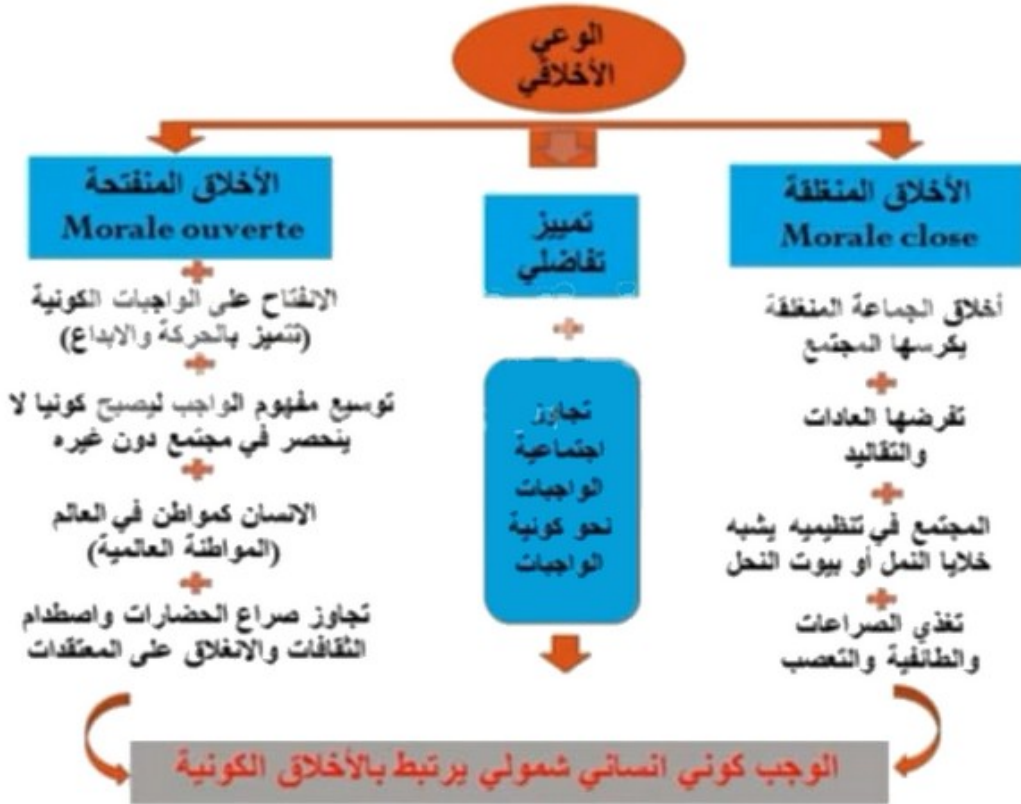 الوعي
الأخلاقي
الأخلاق المنغلقة
Morale close
أخلاق الجماعة المنغلقة
يكرسها المجتمع
تفرضها العادات
والتقاليد
المجتمع في تنظيميه يشبه
خلايا النمل أو بيوت النحل
تغذي الصراعات
والطائفية والتعصب
تمييز
تفاضلي
تجاوز
اجتماعية
الواجبات
نحو كونية
الواجبات
الأخلاق المنفتحة
Morale ouverte
الانفتاح على الواجبات الكونية
(تتميز بالحركة والابداع)
توسيع مفهوم الواجب ليصبح كونيا لا
ينحصر في مجتمع دون غيره
الانسان كمواطن في العالم
(المواطنة العالمية)
تجاوز صراع الحضارات واصطدام
الثقافات والانغلاق على المعتقدات
الوجب كوني انساني شمولي يرتبط بالأخلاق الكونية